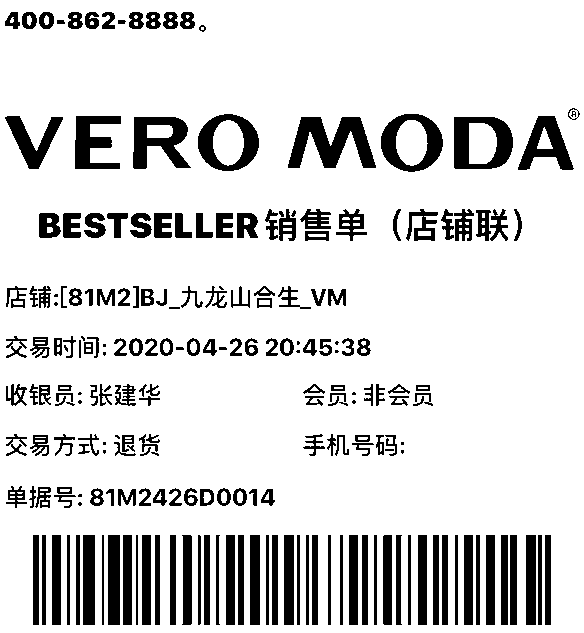 400-862-8888。
VERO MODA®
BESTSELLER 销售单（店铺联）
店铺:[81M2]BJ_九龙山合生_VM
交易时间: 2020-04-26 20:45:38
收银员: 张建华 会员: 非会员
交易方式: 退货 手机号码:
单据号: 81M2426D0014